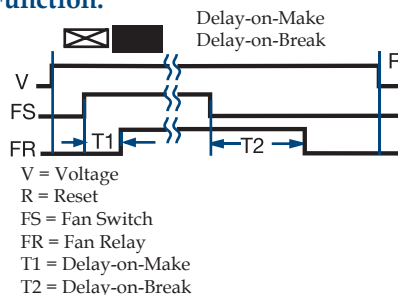 Function:
Delay-on-Make
Delay-on-Break
V
FS
FR
T1
T2
V = Voltage
R = Reset
FS = Fan Switch
FR = Fan Relay
T1 = Delay-on-Make
T2 = Delay-on-Break